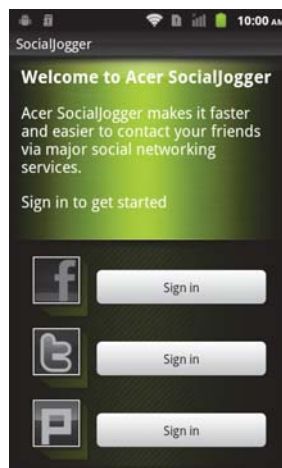 10:00 AM
SocialJogger
Welcome to Acer SocialJogger
Acer SocialJogger makes it faster
and easier to contact your friends
via major social networking
services.
Sign in to get started
f
Sign in
t
Sign in
P
Sign in